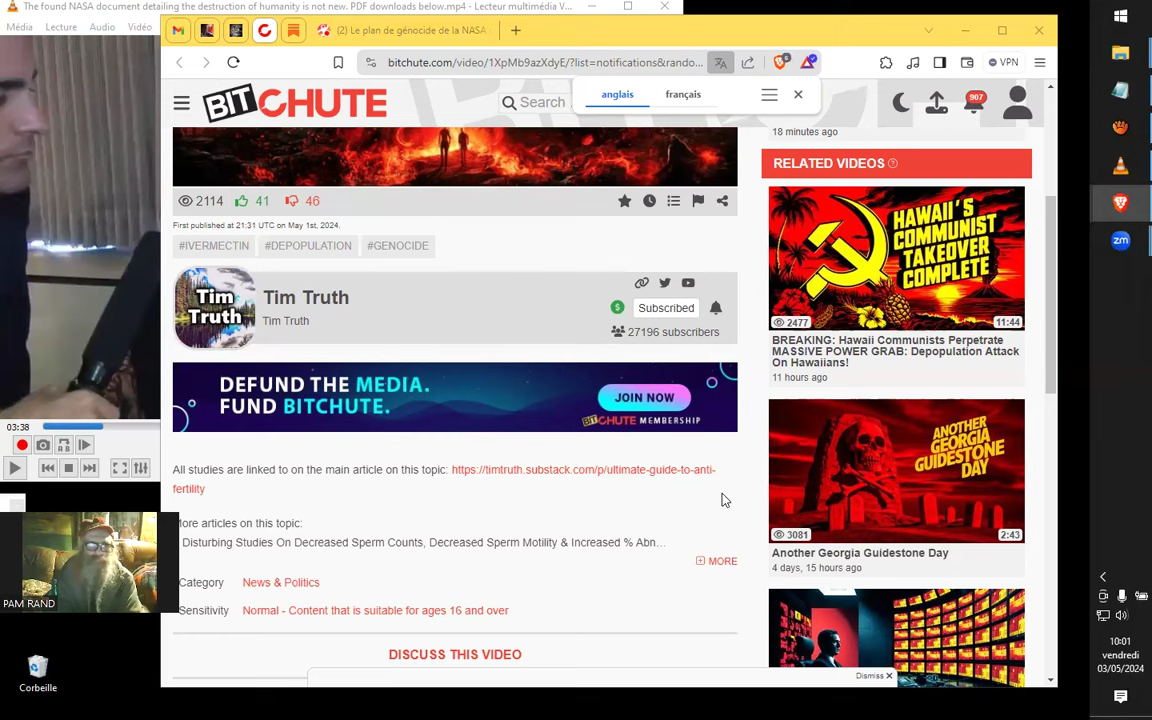 The found NASA document detailing the destruction of humanity is not new. PDF downloads below.mp4 - Lecteur multimédia V...
Média Lecture Audio Vidéo
(2) Le plan de génocide de la NASA
bitchute.com/video/1XpMb9azXdyE/?list=notifications&rando...
VPN
anglais français
BITCHUTE
Search
907
18 minutes ago
RELATED VIDEOS
2114 41 46
First published at 21:31 UTC on May 1st, 2024.
#IVERMECTIN #DEPOPULATION #GENOCIDE
Tim Truth
Tim Truth
Tim Truth
Subscribed
27196 subscribers
DEFUND THE MEDIA.
FUND BITCHUTE.
JOIN NOW
BITCHUTE MEMBERSHIP
All studies are linked to on the main article on this topic: https://timtruth.substack.com/p/ultimate-guide-to-anti-
fertility
More articles on this topic:
Disturbing Studies On Decreased Sperm Counts, Decreased Sperm Motility & Increased % Abn...
MORE
Category News & Politics
Sensitivity Normal - Content that is suitable for ages 16 and over
DISCUSS THIS VIDEO
Dismiss
HAWAII'S
COMMUNIST
TAKEOVER
COMPLETE
2477 11:44
BREAKING: Hawaii Communists Perpetrate
MASSIVE POWER GRAB: Depopulation Attack
On Hawaiians!
11 hours ago
ANOTHER
GEORGIA
GUIDESTONE
DAY
3081 2:43
Another Georgia Guidestone Day
4 days, 15 hours ago
03:38
PAM RAND
Corbeille
zm
10:01
vendredi
03/05/2024